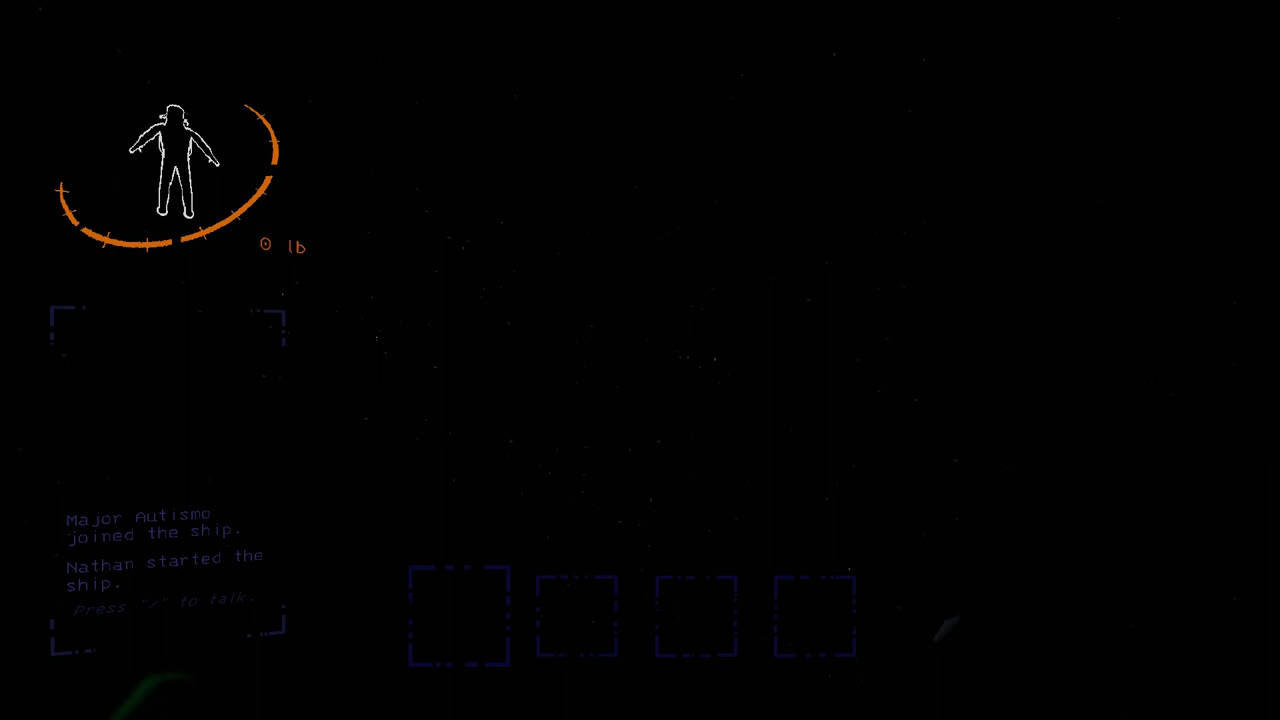 0 lb
Major Autismo
joined the ship.
Nathan started the
ship.
Press "/" to talk.